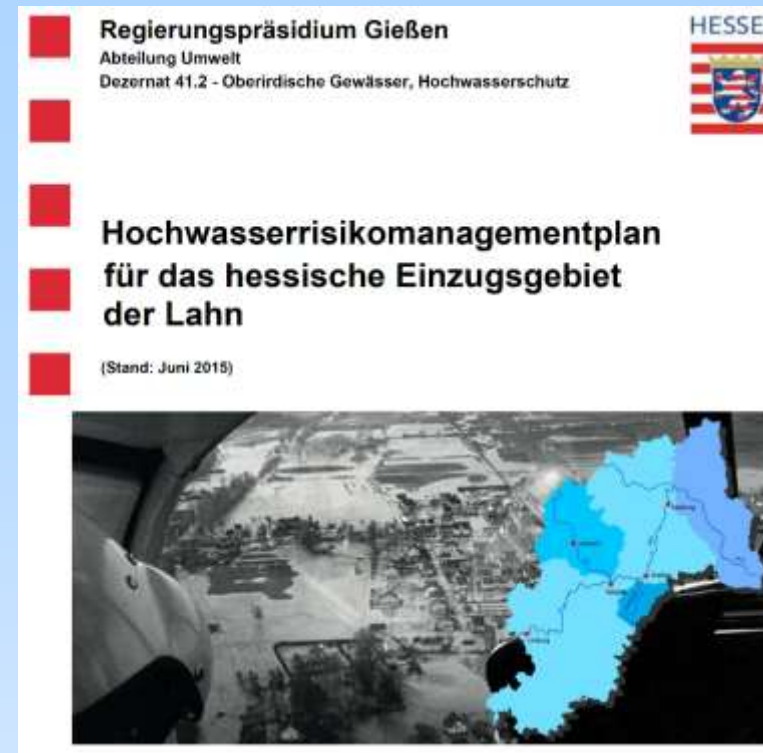 Regierungspräsidium Gießen
Abteilung Umwelt
Dezernat 41.2 - Oberirdische Gewässer, Hochwasserschutz
HESSE
Hochwasserrisikomanagementplan
für das hessische Einzugsgebiet
der Lahn
(Stand: Juni 2015)